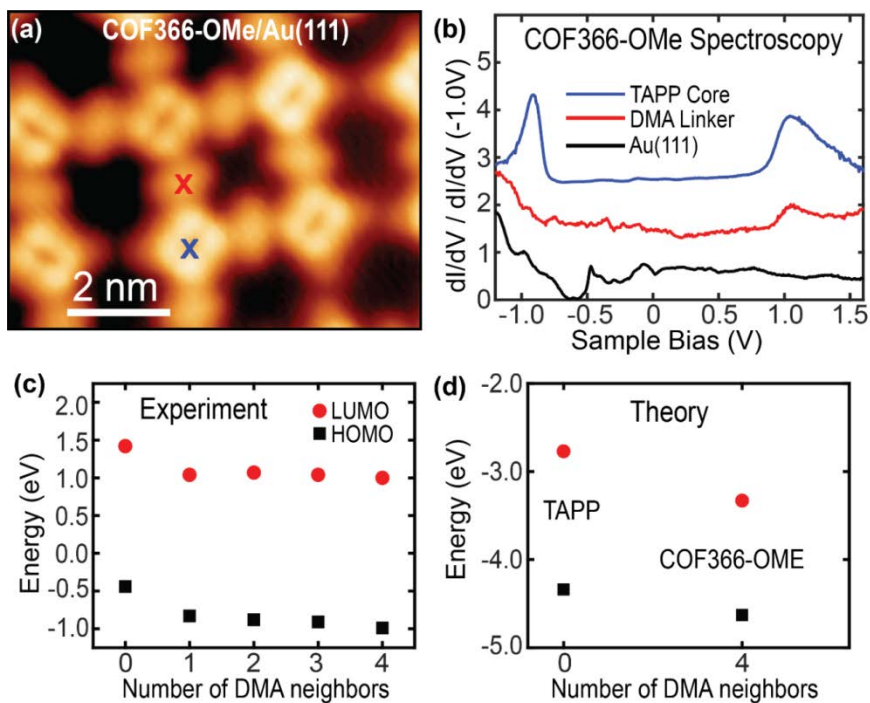 (a) COF366-OMe/Au(111)
x
x
2 nm
(b) COF366-OMe Spectroscopy
TAPP Core
DMA Linker
Au(111)
dI/dV / dI/dV (-1.0V)
5
4
3
2
1
0
-1.0 -0.5 0 0.5 1.0 1.5
Sample Bias (V)
(c)
Experiment
LUMO
HOMO
Energy (eV)
2.0
1.5
1.0
0.5
0.0
-0.5
-1.0
0 1 2 3 4
Number of DMA neighbors
(d)
Theory
TAPP
COF366-OME
Energy (eV)
-2.0
-3.0
-4.0
-5.0
0 4
Number of DMA neighbors